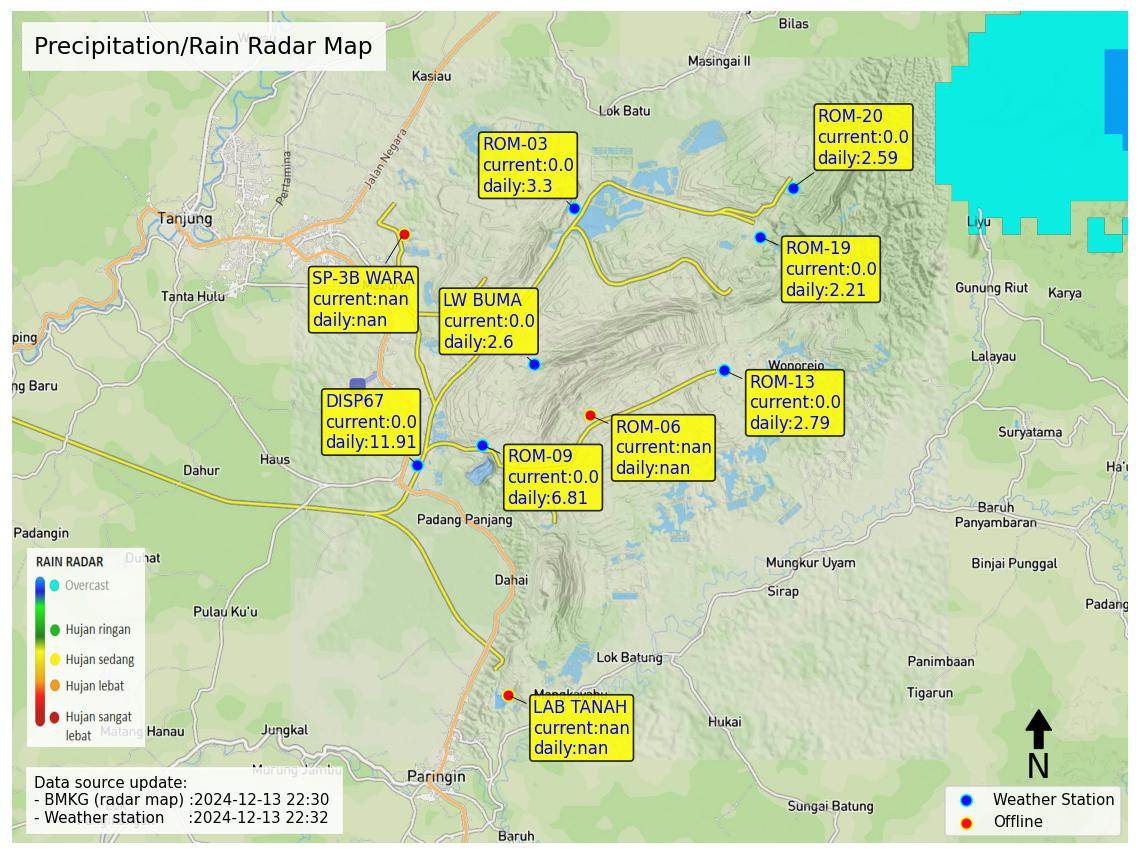 Precipitation/Rain Radar Map
Bilas
Masingai II
Kasiau
Lok Batu
Jalan Negara
Pertamina
Tanjung
Tanta Hulu
ROM-03
current:0.0
daily:3.3
ROM-20
current:0.0
daily:2.59
ROM-19
current:0.0
daily:2.21
SP-3B WARA
current:nan
daily:nan
LW BUMA
current:0.0
daily:2.6
Liyu
Gunung Riut
Karya
Lalayau
ping
ng Baru
Wonorejo
ROM-13
current:0.0
daily:2.79
DISP67
current:0.0
daily:11.91
ROM-06
current:nan
daily:nan
ROM-09
current:0.0
daily:6.81
Suryatama
Ha'u
Haus
Dahur
Padang Panjang
Baruh
Panyambaran
Padangin
Duhat
Binjai Punggal
Mungkur Uyam
Sirap
Dahai
Padang
Pulau Ku'u
RAIN RADAR
Overcast
Hujan ringan
Hujan sedang
Hujan lebat
Hujan sangat
lebat
Lok Batung
Panimbaan
Tigarun
Mangkayahu
LAB TANAH
current:nan
daily:nan
Hukai
Matang Hanau
Jungkal
Murung Jambu
Paringin
Sungai Batung
Baruh
Data source update:
- BMKG (radar map) :2024-12-13 22:30
- Weather station :2024-12-13 22:32
N
Weather Station
Offline